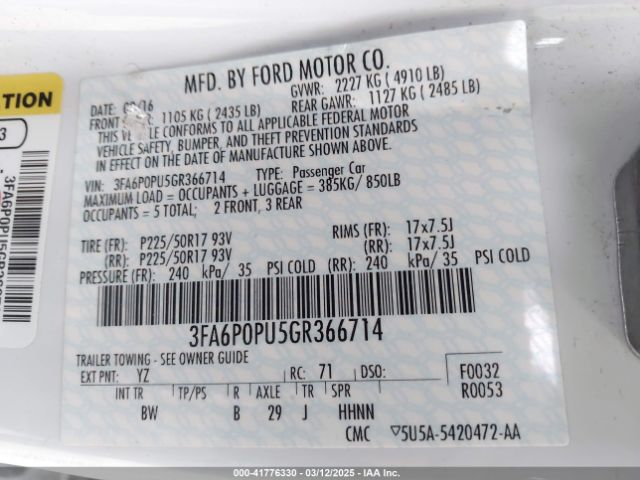 MFD. BY FORD MOTOR CO.
DATE: /16 GVWR: 2227 KG ( 4910 LB)
FRONT 1105 KG ( 2435 LB) REAR GAWR: 1127 KG ( 2485 LB)
THIS VEHICLE CONFORMS TO ALL APPLICABLE FEDERAL MOTOR
VEHICLE SAFETY, BUMPER, AND THEFT PREVENTION STANDARDS
IN EFFECT ON THE DATE OF MANUFACTURE SHOWN ABOVE.
VIN: 3FA6P0PU5GR366714 TYPE: Passenger Car
MAXIMUM LOAD = OCCUPANTS + LUGGAGE = 385KG/ 850LB
OCCUPANTS = 5 TOTAL; 2 FRONT, 3 REAR
TIRE (FR): P225/50R17 93V RIMS (FR): 17x7.5J
(RR): P225/50R17 93V (RR): 17x7.5J
PRESSURE (FR): 240 kPa/ 35 PSI COLD (RR): 240 kPa/ 35 PSI COLD
3FA6P0PU5GR366714
TRAILER TOWING - SEE OWNER GUIDE
EXT PNT: YZ RC: 71 DSO: F0032
R0053
INT TR TP/PS R AXLE TR SPR
BW B 29 J HHNN
CMC ▽5U5A-5420472-AA
000-41776330 - 03/12/2025 - IAA Inc.